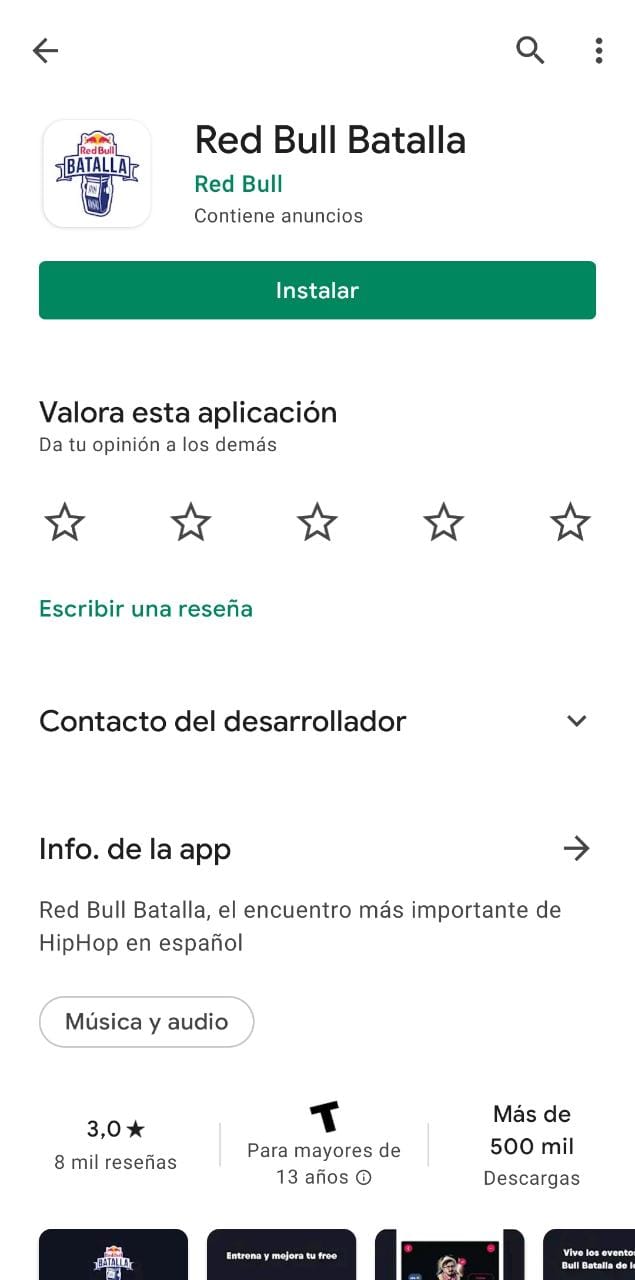 Red Bull
BATALLA
Red Bull Batalla
Red Bull
Contiene anuncios
Instalar
Valora esta aplicación
Da tu opinión a los demás
Escribir una reseña
Contacto del desarrollador
Info. de la app
Red Bull Batalla, el encuentro más importante de
HipHop en español
Música y audio
3,0★
8 mil reseñas
T
Para mayores de
13 años
Más de
500 mil
Descargas
Red Bull
BATALLA
Entrena y mejora tu free
Vive los evento
Bull Batalla de